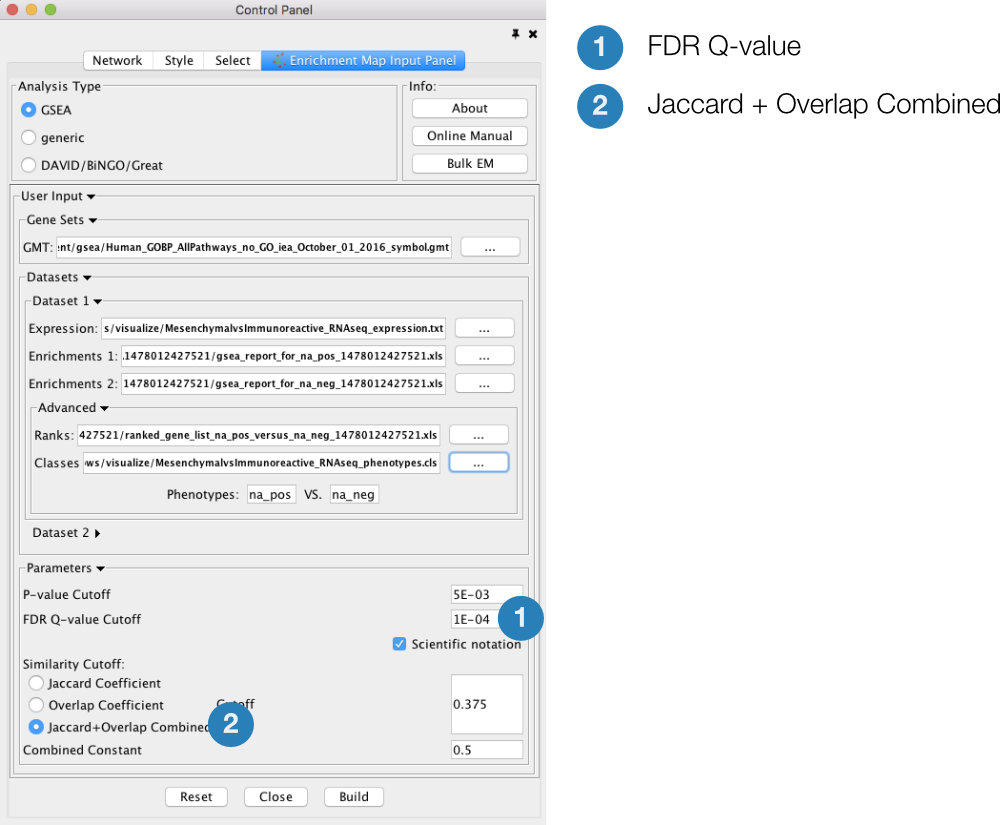 Control Panel
Network Style Select Enrichment Map Input Panel
Analysis Type
GSEA
generic
DAVID/BiNGO/Great
Info:
About
Online Manual
Bulk EM
User Input
Gene Sets
GMT: nt/gsea/Human_GOBP_AllPathways_no_GO_iea_October_01_2016_symbol.gmt ...
Datasets
Dataset 1
Expression: s/visualize/MesenchymalvsImmunoreactive_RNAseq_expression.txt ...
Enrichments 1: .1478012427521/gsea_report_for_na_pos_1478012427521.xls ...
Enrichments 2: 1478012427521/gsea_report_for_na_neg_1478012427521.xls ...
Advanced
Ranks: 427521/ranked_gene_list_na_pos_versus_na_neg_1478012427521.xls ...
Classes ws/visualize/MesenchymalvsImmunoreactive_RNAseq_phenotypes.cls ...
Phenotypes: na_pos VS. na_neg
Dataset 2
Parameters
P-value Cutoff 5E-03
FDR Q-value Cutoff 1E-04 1
Scientific notation
Similarity Cutoff:
Jaccard Coefficient
Overlap Coefficient Cutoff 0.375
Jaccard+Overlap Combined 2
Combined Constant 0.5
Reset Close Build
1 FDR Q-value
2 Jaccard + Overlap Combined